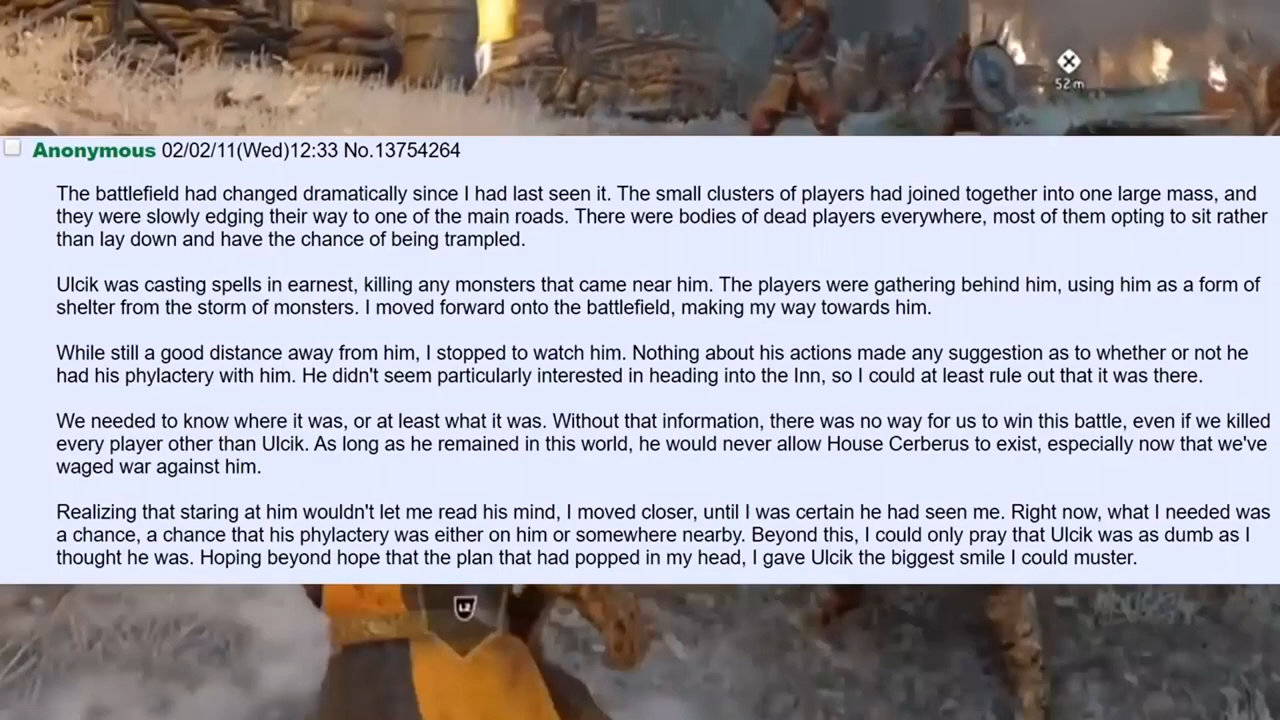 52 m
Anonymous 02/02/11(Wed)12:33 No.13754264
The battlefield had changed dramatically since I had last seen it. The small clusters of players had joined together into one large mass, and
they were slowly edging their way to one of the main roads. There were bodies of dead players everywhere, most of them opting to sit rather
than lay down and have the chance of being trampled.
Ulcik was casting spells in earnest, killing any monsters that came near him. The players were gathering behind him, using him as a form of
shelter from the storm of monsters. I moved forward onto the battlefield, making my way towards him.
While still a good distance away from him, I stopped to watch him. Nothing about his actions made any suggestion as to whether or not he
had his phylactery with him. He didn't seem particularly interested in heading into the Inn, so I could at least rule out that it was there.
We needed to know where it was, or at least what it was. Without that information, there was no way for us to win this battle, even if we killed
every player other than Ulcik. As long as he remained in this world, he would never allow House Cerberus to exist, especially now that we've
waged war against him.
Realizing that staring at him wouldn't let me read his mind, I moved closer, until I was certain he had seen me. Right now, what I needed was
a chance, a chance that his phylactery was either on him or somewhere nearby. Beyond this, I could only pray that Ulcik was as dumb as I
thought he was. Hoping beyond hope that the plan that had popped in my head, I gave Ulcik the biggest smile I could muster.
L2